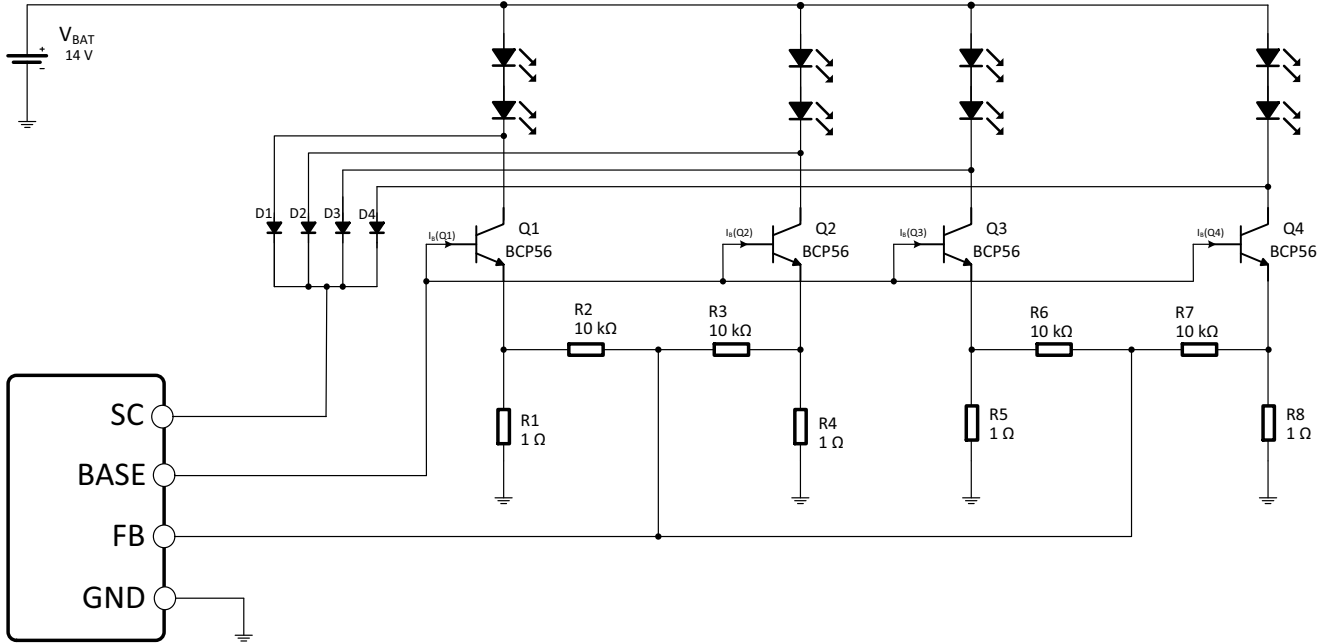 V_BAT
14 V
+
-
D1
D2
D3
D4
I_B(Q1)
Q1
BCP56
I_B(Q2)
Q2
BCP56
I_B(Q3)
Q3
BCP56
I_B(Q4)
Q4
BCP56
R2
10 kΩ
R3
10 kΩ
R6
10 kΩ
R7
10 kΩ
R1
1 Ω
R4
1 Ω
R5
1 Ω
R8
1 Ω
SC
BASE
FB
GND